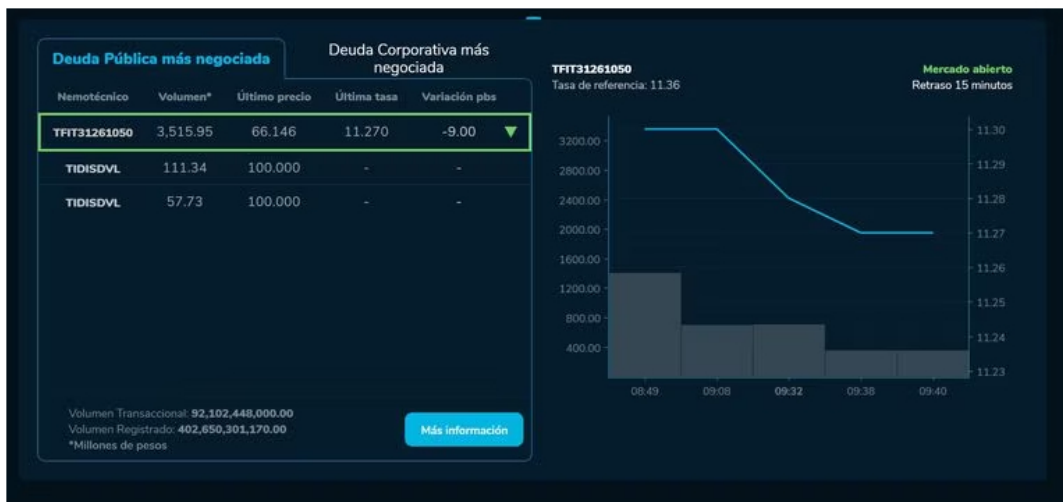 Deuda Pública más negociada
Deuda Corporativa más
negociada
Nemotécnico Volumen* Último precio Última tasa Variación pbs
TFIT31261050 3,515.95 66.146 11.270 -9.00
TIDISDVL 111.34 100.000 - -
TIDISDVL 57.73 100.000 - -
Volumen Transaccional: 92,102,448,000.00
Volumen Registrado: 402,650,301,170.00
*Millones de pesos
Más información
TFIT31261050 Mercado abierto
Tasa de referencia: 11.36 Retraso 15 minutos
3200.00
2800.00
2400.00
2000.00
1600.00
1200.00
800.00
400.00
11.30
11.29
11.28
11.27
11.26
11.25
11.24
11.23
08:49 09:08 09:32 09:38 09:40